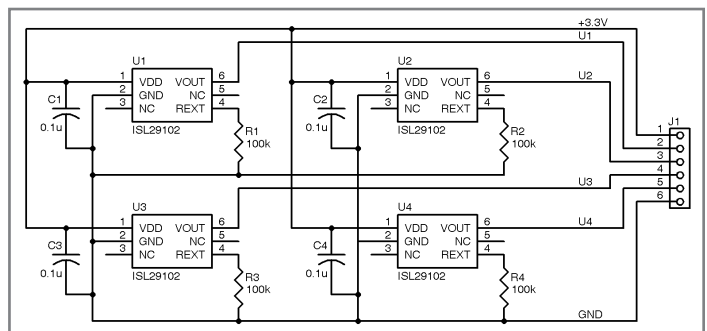 +3.3V
U1
U1
1 VDD VOUT 6
2 GND NC 5
3 NC REXT 4
ISL29102
C1
0.1u
R1
100k
U2
1 VDD VOUT 6
2 GND NC 5
3 NC REXT 4
ISL29102
C2
0.1u
R2
100k
U2
J1
1
2
3
4
5
6
U3
U3
1 VDD VOUT 6
2 GND NC 5
3 NC REXT 4
ISL29102
C3
0.1u
R3
100k
U4
1 VDD VOUT 6
2 GND NC 5
3 NC REXT 4
ISL29102
C4
0.1u
R4
100k
U4
GND